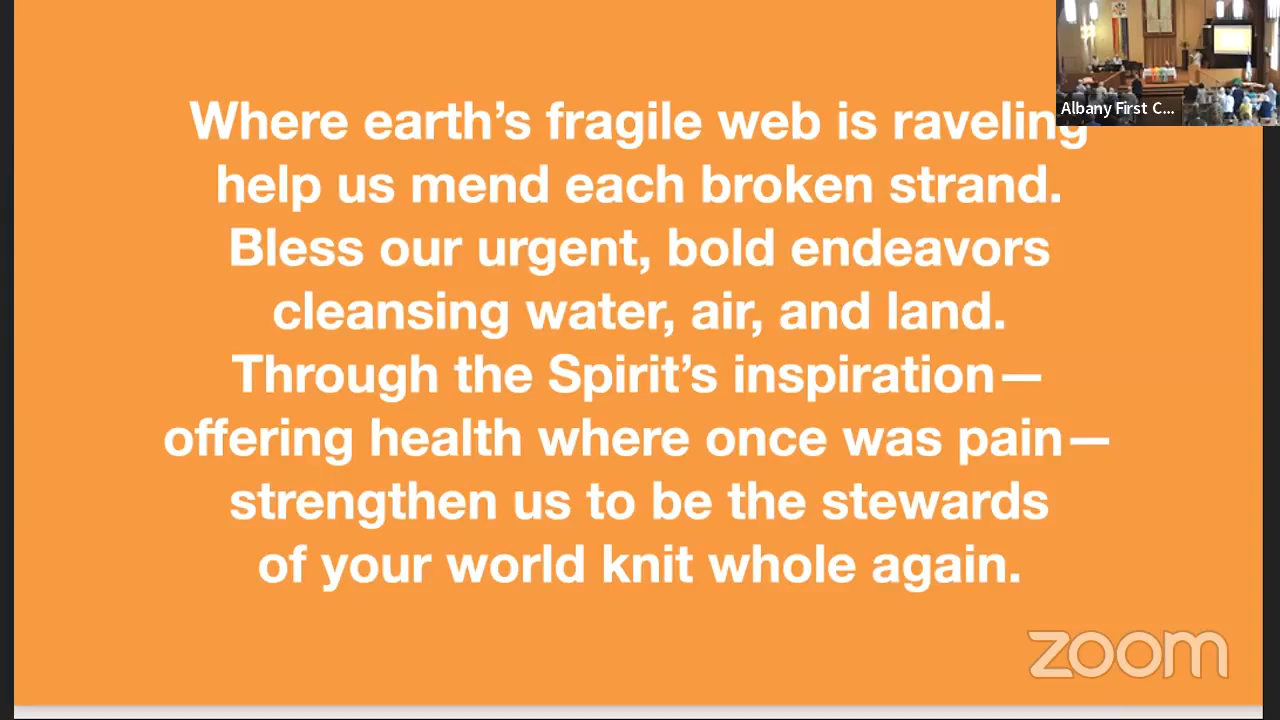 Where earth’s fragile web is raveling
help us mend each broken strand.
Bless our urgent, bold endeavors
cleansing water, air, and land.
Through the Spirit’s inspiration—
offering health where once was pain—
strengthen us to be the stewards
of your world knit whole again.
Albany First C...
zoom